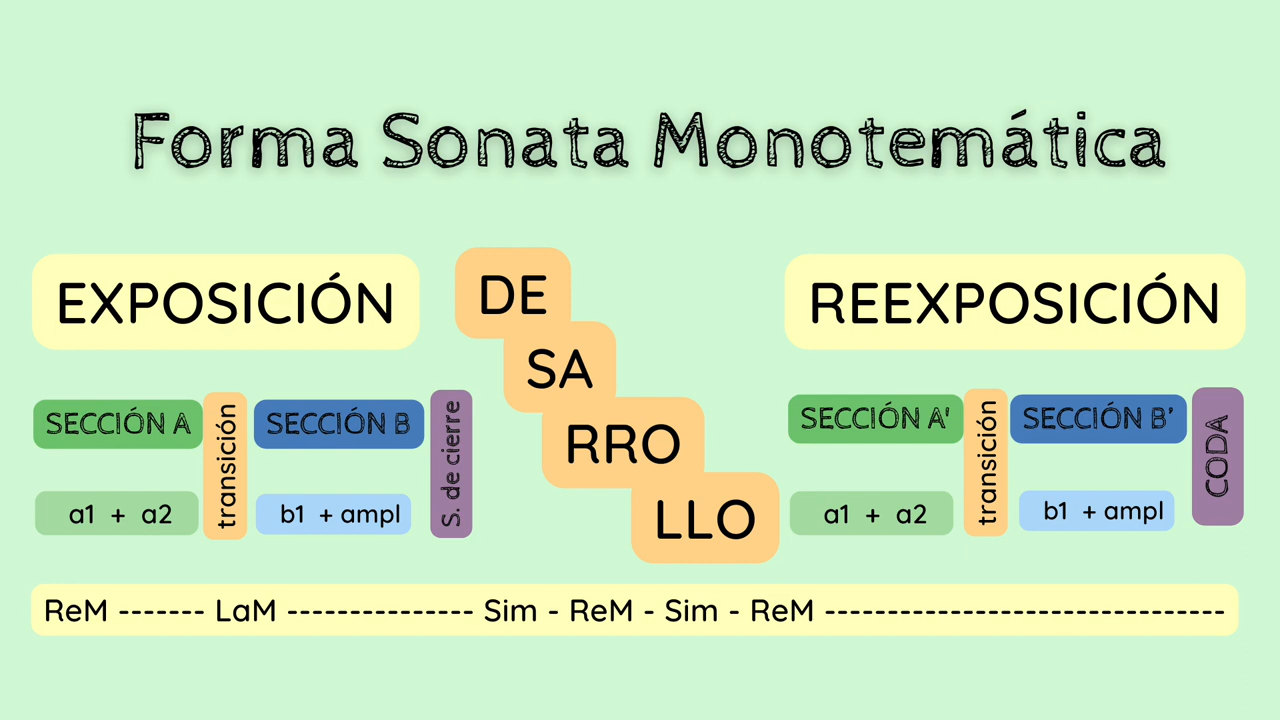 Forma Sonata Monotemática
EXPOSICIÓN
SECCIÓN A
transición
SECCIÓN B
S. de cierre
a1 + a2
b1 + ampl
DE
SA
RRO
LLO
REEXPOSICIÓN
SECCIÓN A'
transición
SECCIÓN B’
CODA
a1 + a2
b1 + ampl
ReM ------- LaM --------------- Sim - ReM - Sim - ReM --------------------------------